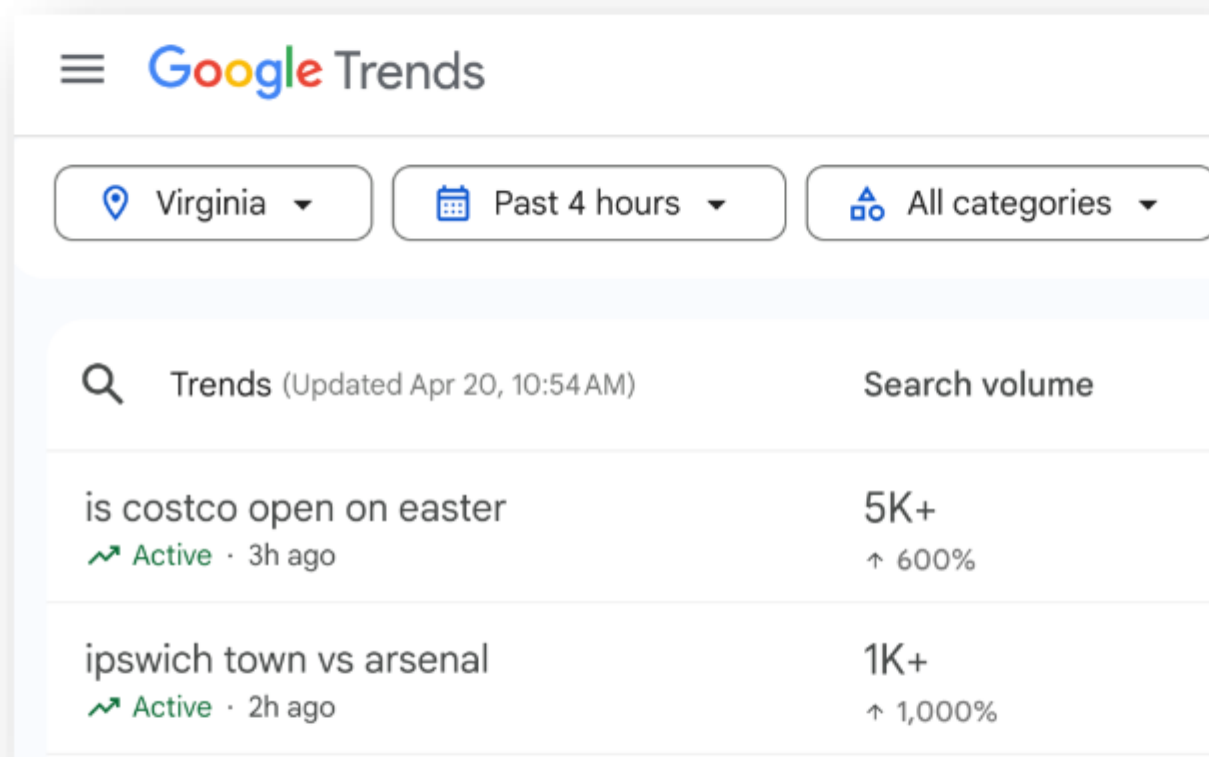 Google Trends
Virginia Past 4 hours All categories
Trends (Updated Apr 20, 10:54 AM) Search volume
is costco open on easter 5K+
Active · 3h ago ↑ 600%
ipswich town vs arsenal 1K+
Active · 2h ago ↑ 1,000%